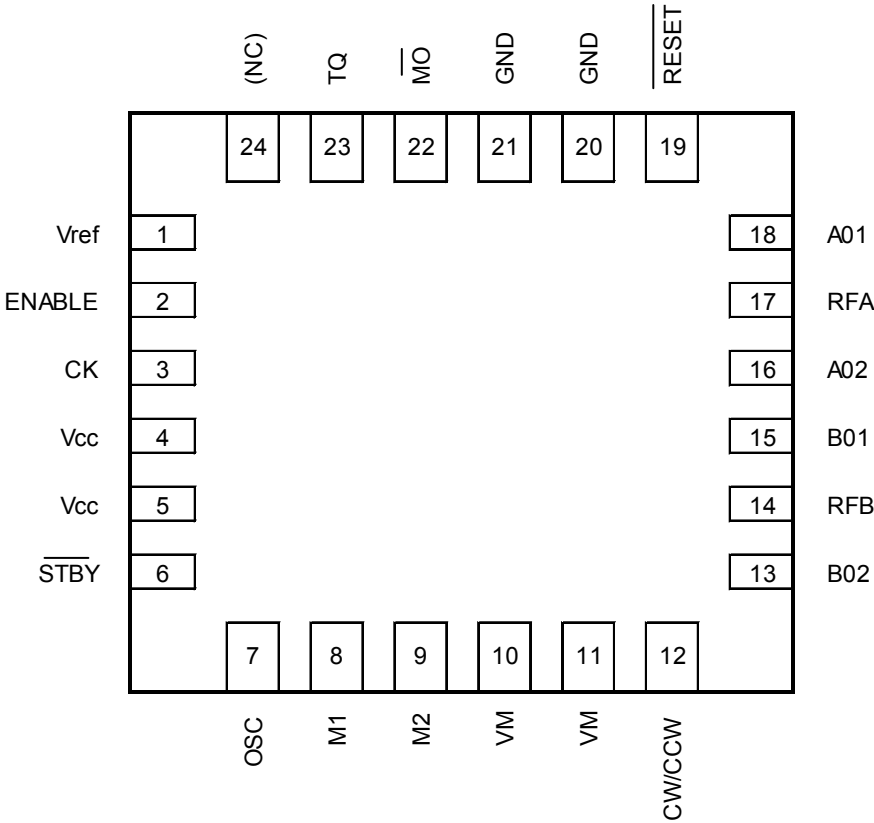 (NC) TQ MO GND GND RESET
24 23 22 21 20 19
Vref 1 18 A01
ENABLE 2 17 RFA
CK 3 16 A02
Vcc 4 15 B01
Vcc 5 14 RFB
STBY 6 13 B02
7 8 9 10 11 12
OSC M1 M2 VM VM CW/CCW